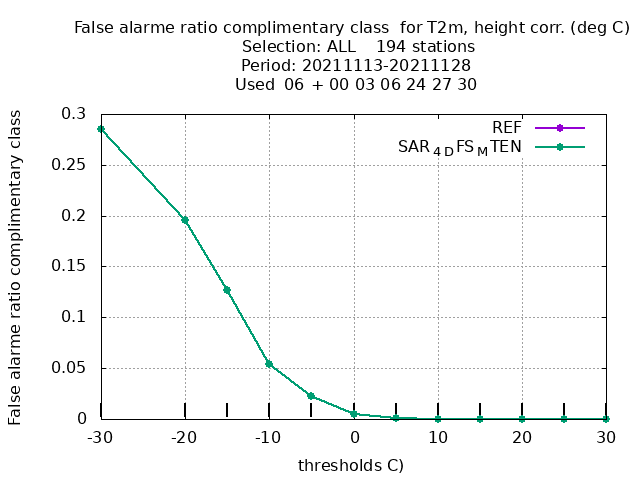 False alarme ratio complimentary class  for T2m, height corr. (deg C)
Selection: ALL    194 stations
Period: 20211113-20211128
Used  06 + 00 03 06 24 27 30
False alarme ratio complimentary class
0.3
0.25
0.2
0.15
0.1
0.05
0
REF
SAR4DFSMTEN
-30 -20 -10 0 10 20 30
thresholds C)